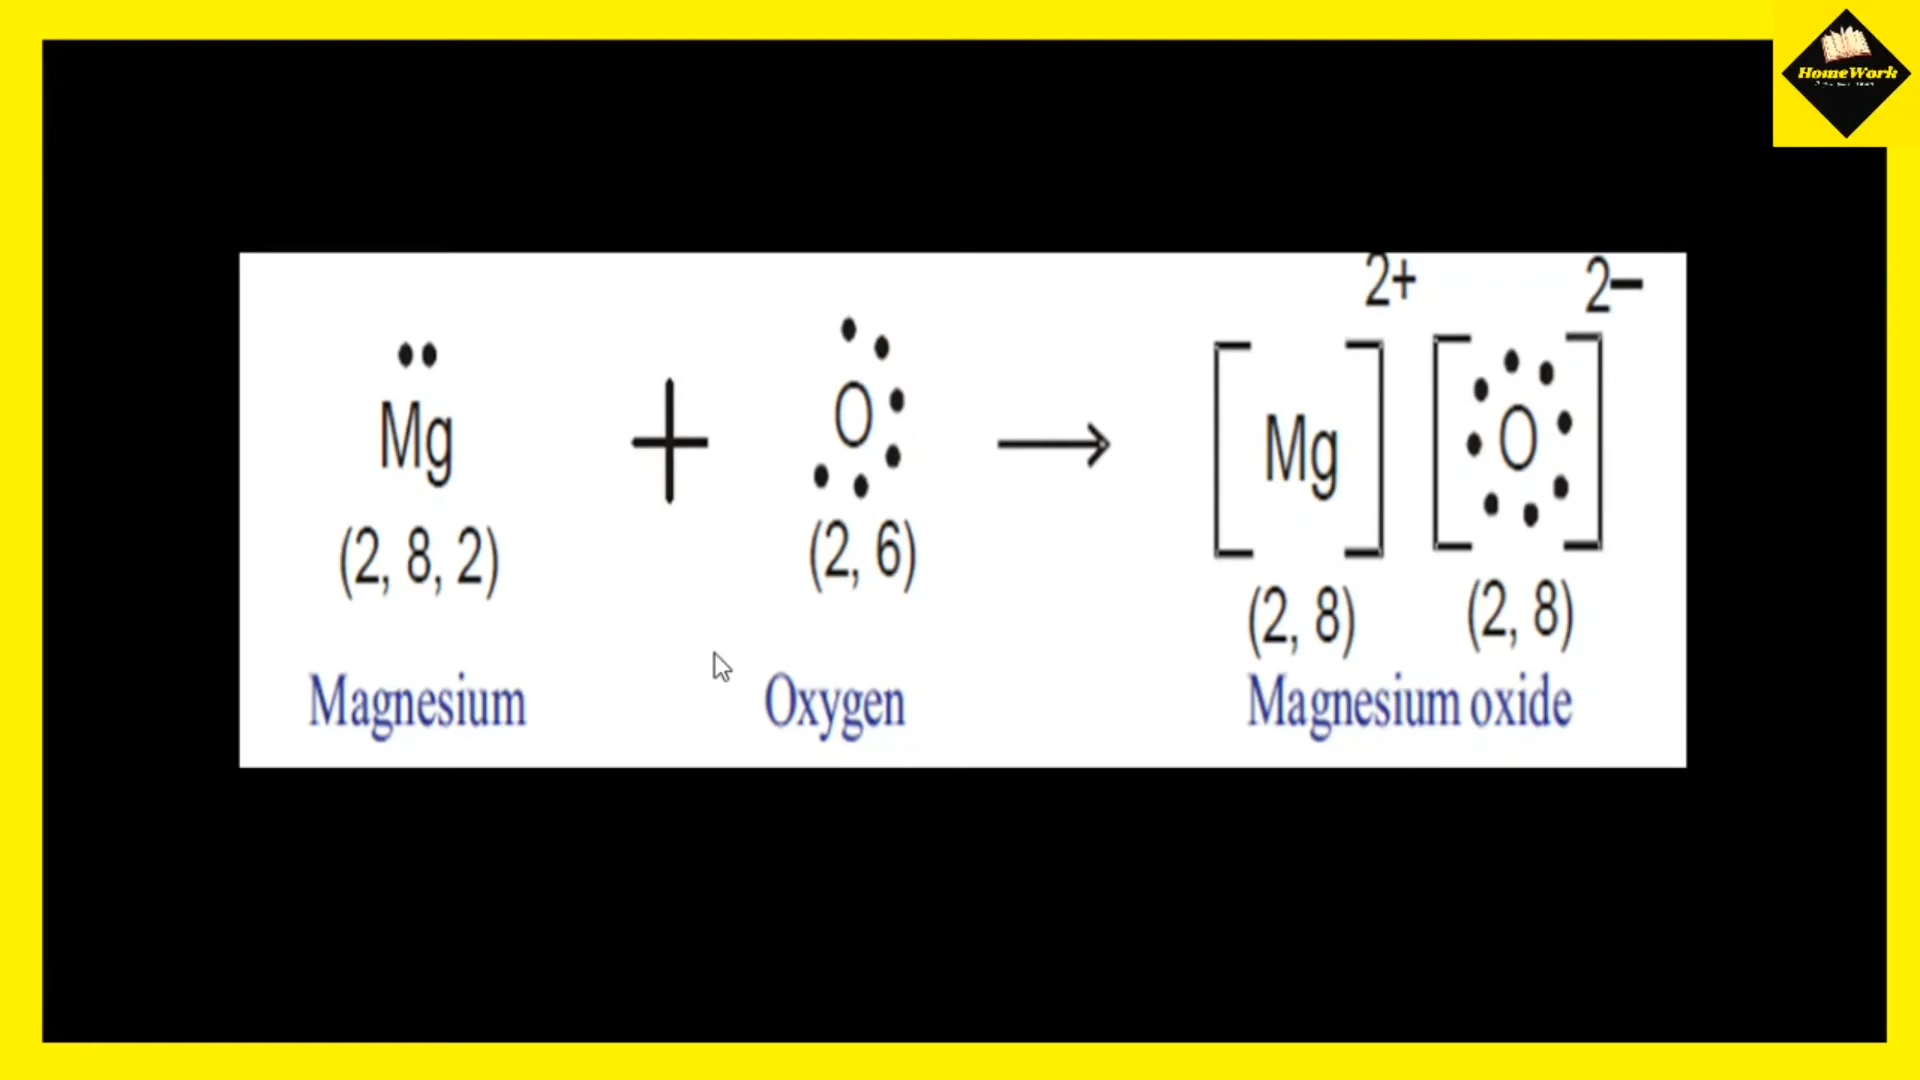 HomeWork
2+ 2–
Mg + O → [Mg] [O]
(2, 8, 2) (2, 6) (2, 8) (2, 8)
Magnesium Oxygen Magnesium oxide